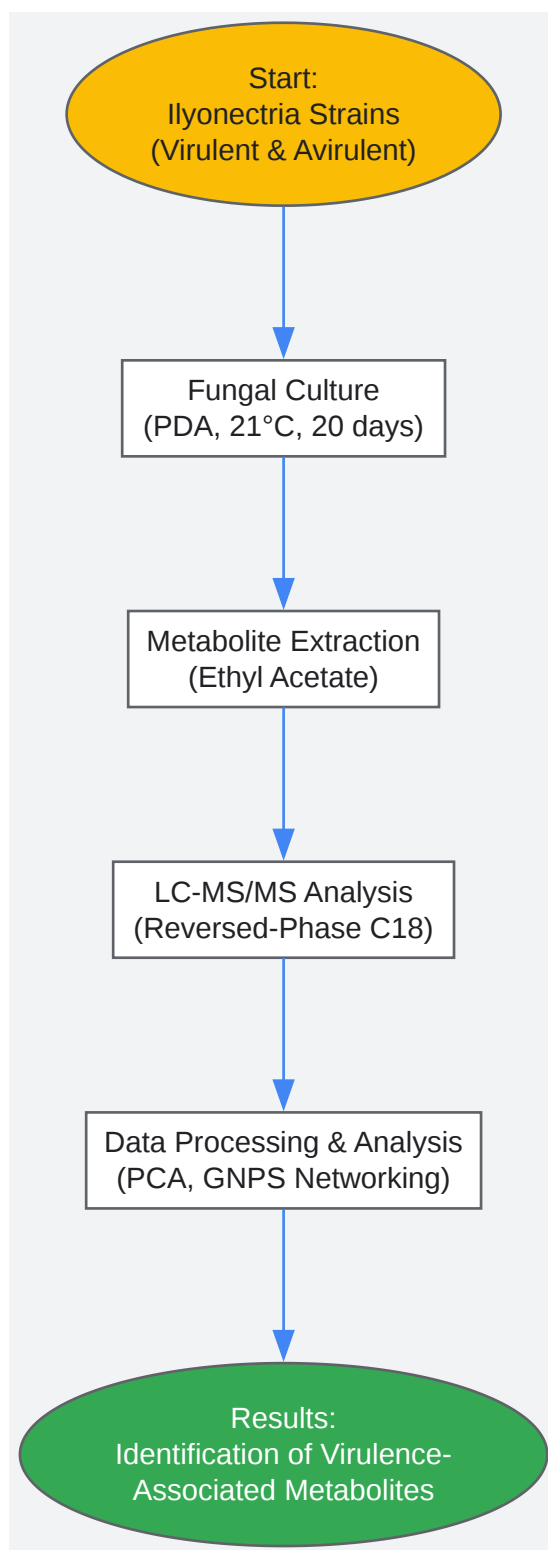 Start:
Ilyonectria Strains
(Virulent & Avirulent)
Fungal Culture
(PDA, 21°C, 20 days)
Metabolite Extraction
(Ethyl Acetate)
LC-MS/MS Analysis
(Reversed-Phase C18)
Data Processing & Analysis
(PCA, GNPS Networking)
Results:
Identification of Virulence-
Associated Metabolites